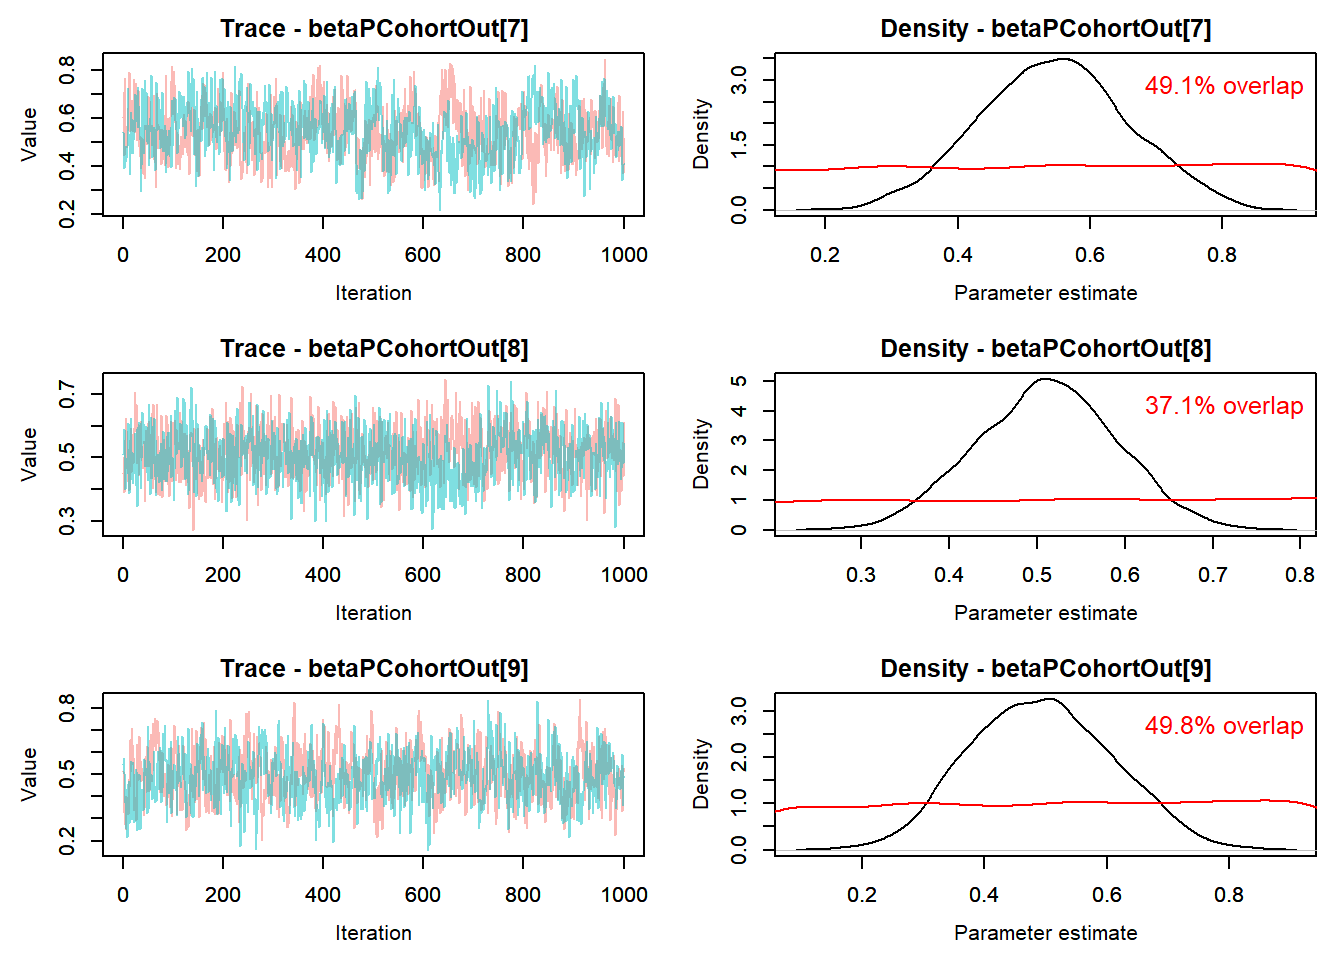 Trace - betaPCohortOut[7]
Value
0.2 0.4 0.6 0.8
0 200 400 600 800 1000
Iteration
Density - betaPCohortOut[7]
49.1% overlap
Density
0.0 1.5 3.0
0.2 0.4 0.6 0.8
Parameter estimate
Trace - betaPCohortOut[8]
Value
0.3 0.5 0.7
0 200 400 600 800 1000
Iteration
Density - betaPCohortOut[8]
37.1% overlap
Density
0 1 2 3 4 5
0.3 0.4 0.5 0.6 0.7 0.8
Parameter estimate
Trace - betaPCohortOut[9]
Value
0.2 0.5 0.8
0 200 400 600 800 1000
Iteration
Density - betaPCohortOut[9]
49.8% overlap
Density
0.0 1.0 2.0 3.0
0.2 0.4 0.6 0.8
Parameter estimate